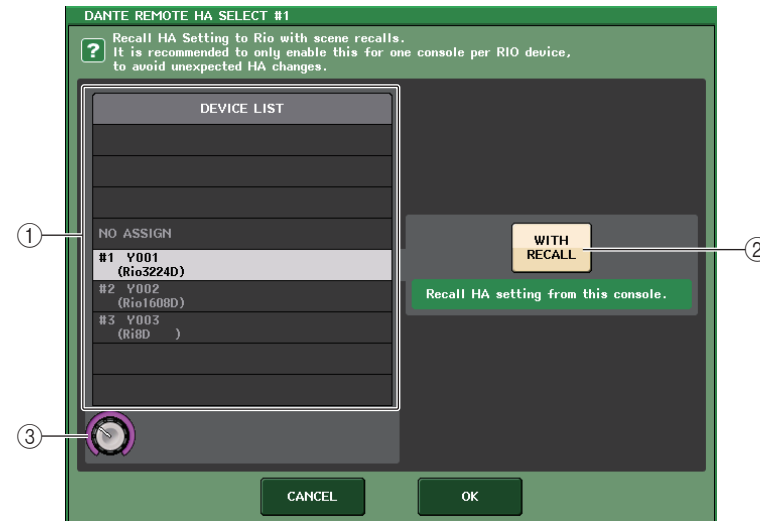 DANTE REMOTE HA SELECT #1
? Recall HA Setting to Rio with scene recalls.
It is recommended to only enable this for one console per RIO device,
to avoid unexpected HA changes.
DEVICE LIST
NO ASSIGN
#1 Y001
(Rio3224D)
#2 Y002
(Rio1608D)
#3 Y003
(Ri8D )
WITH
RECALL
Recall HA setting from this console.
①
②
③
CANCEL
OK